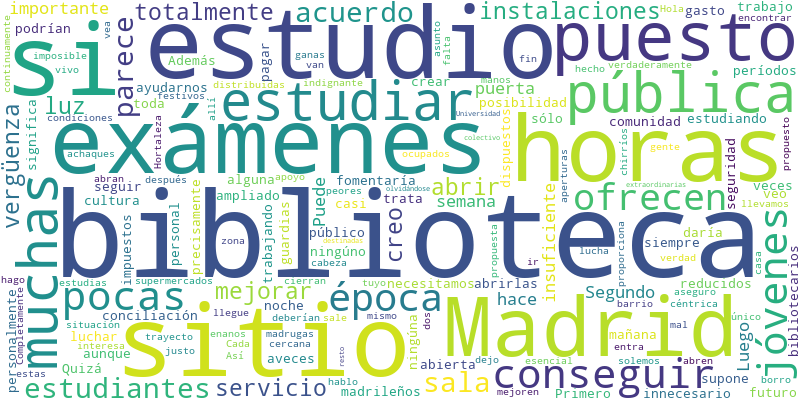 importante totalmente acuerdo instalaciones Hola gasto trabajo
podrían parece si estudio puesto encontrar
continuamente imposible vivo Además pagar ganas van vea asunto falta fin hecho verdaderamente períodos
ayudarnos distribuidas indignante crear manos puerta posibilidad pública
vergüenza luz toda festivos condiciones allí estudiar Universidad dispuestos sólo comunidad estudiando
significa exámenes horas
achaques Hortaleza ocupados colectivo chirrios gente seguridad propuesto
muchas abran después alguna fomentaría apoyo olvidándose abrir aperturas extraordinarias
seguir cultura ampliado Puede casi peores trata semana ofrecen veces llevamos
personal precisamente trabajando guardias público creo insuficiente daría veo
impuestos zona biblioteca siempre proporciona jóvenes
estudias supermercados destinados cierran cabeza ningúno tuyo necesitamos propuesta abrirlas ir lucha barrio verdad casa
hago pocas mejorar época hace Segundo reducidos bibliotecarios
Completamente conciliación noche llegue mismo dos aseguro céntrica único
personalmente situación interesa luchar sitio deberían sale ningúna abierta Madrid mañana entra mal Luego
aunque trayecto enanos madrugas cercana dejo esencial solemos abren
estas Quizá justo Cada Así aveces resto sala conseguir supone Primero innecesario borro futuro
estudiantes servicio hablo madrileños mejoren